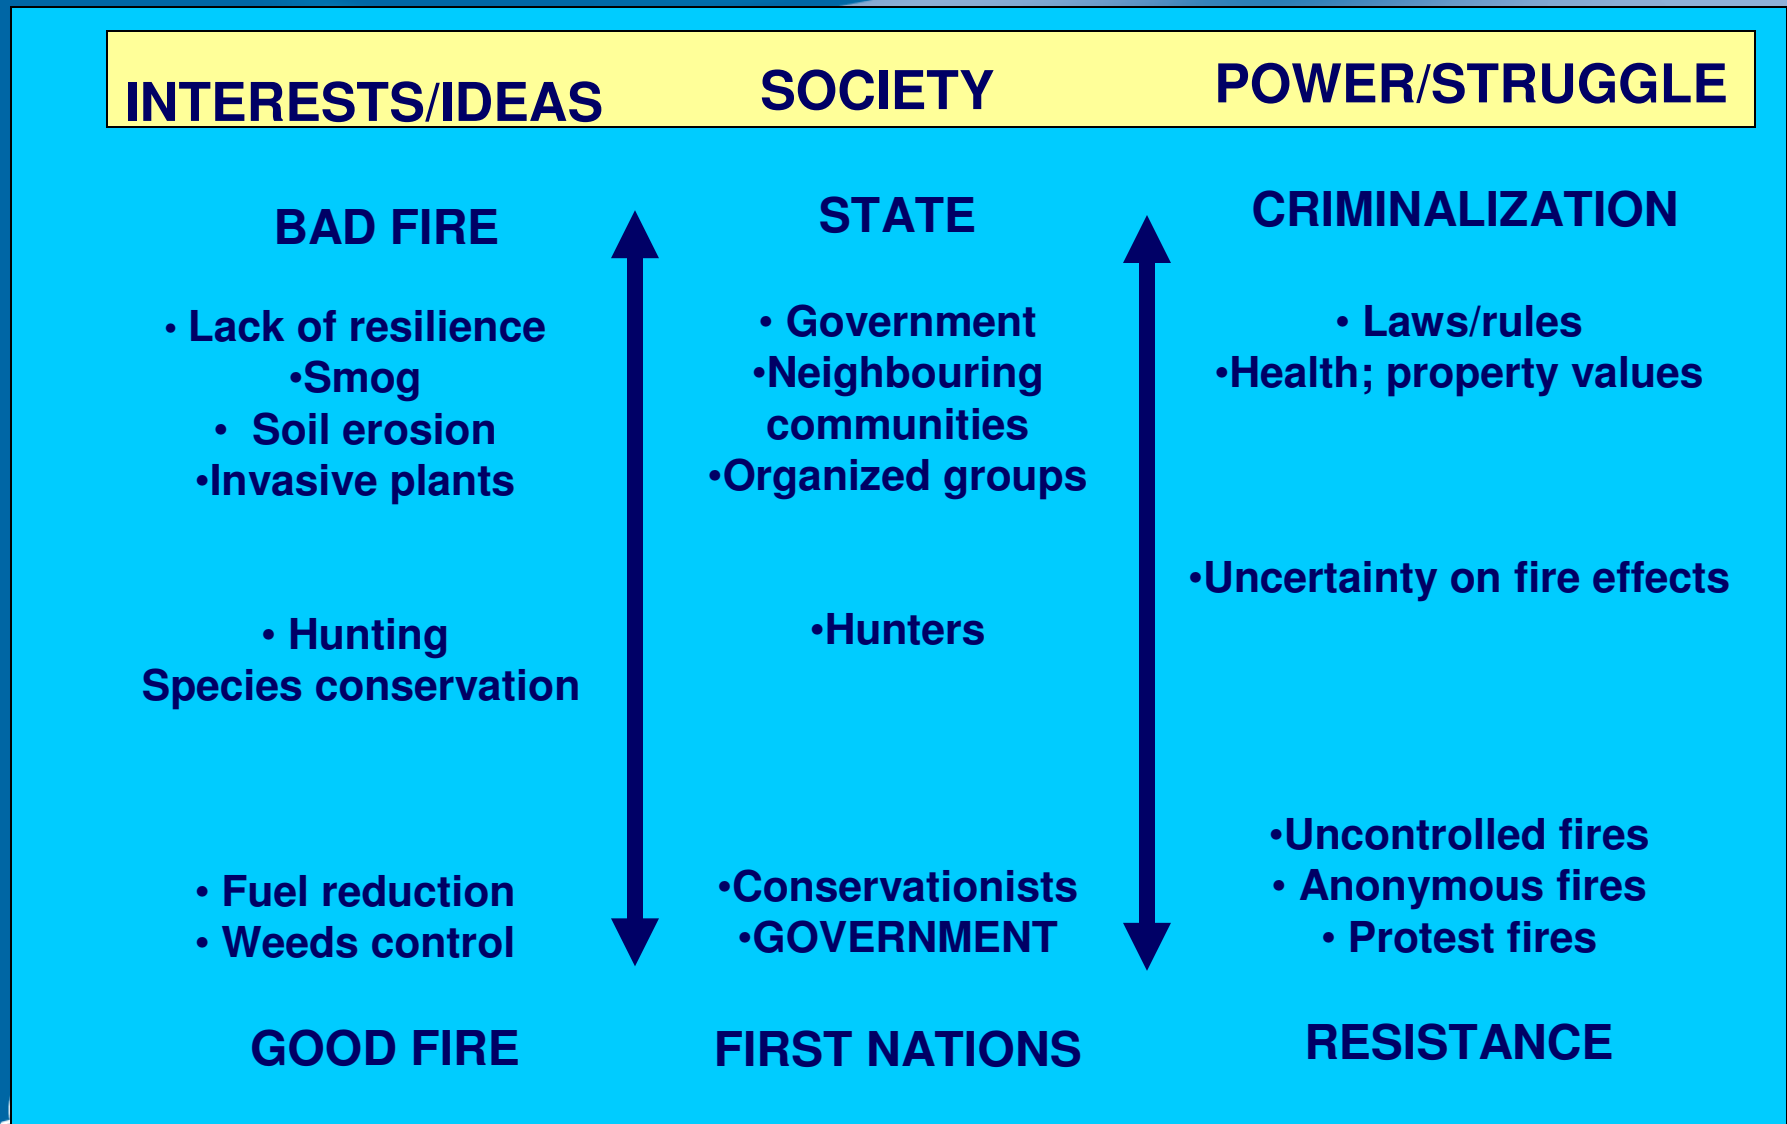 INTERESTS/IDEAS
SOCIETY
POWER/STRUGGLE
BAD FIRE
• Lack of resilience
•Smog
• Soil erosion
•Invasive plants
• Hunting
Species conservation
• Fuel reduction
• Weeds control
GOOD FIRE
STATE
• Government
•Neighbouring
communities
•Organized groups
•Hunters
•Conservationists
•GOVERNMENT
FIRST NATIONS
CRIMINALIZATION
• Laws/rules
•Health; property values
•Uncertainty on fire effects
•Uncontrolled fires
• Anonymous fires
• Protest fires
RESISTANCE